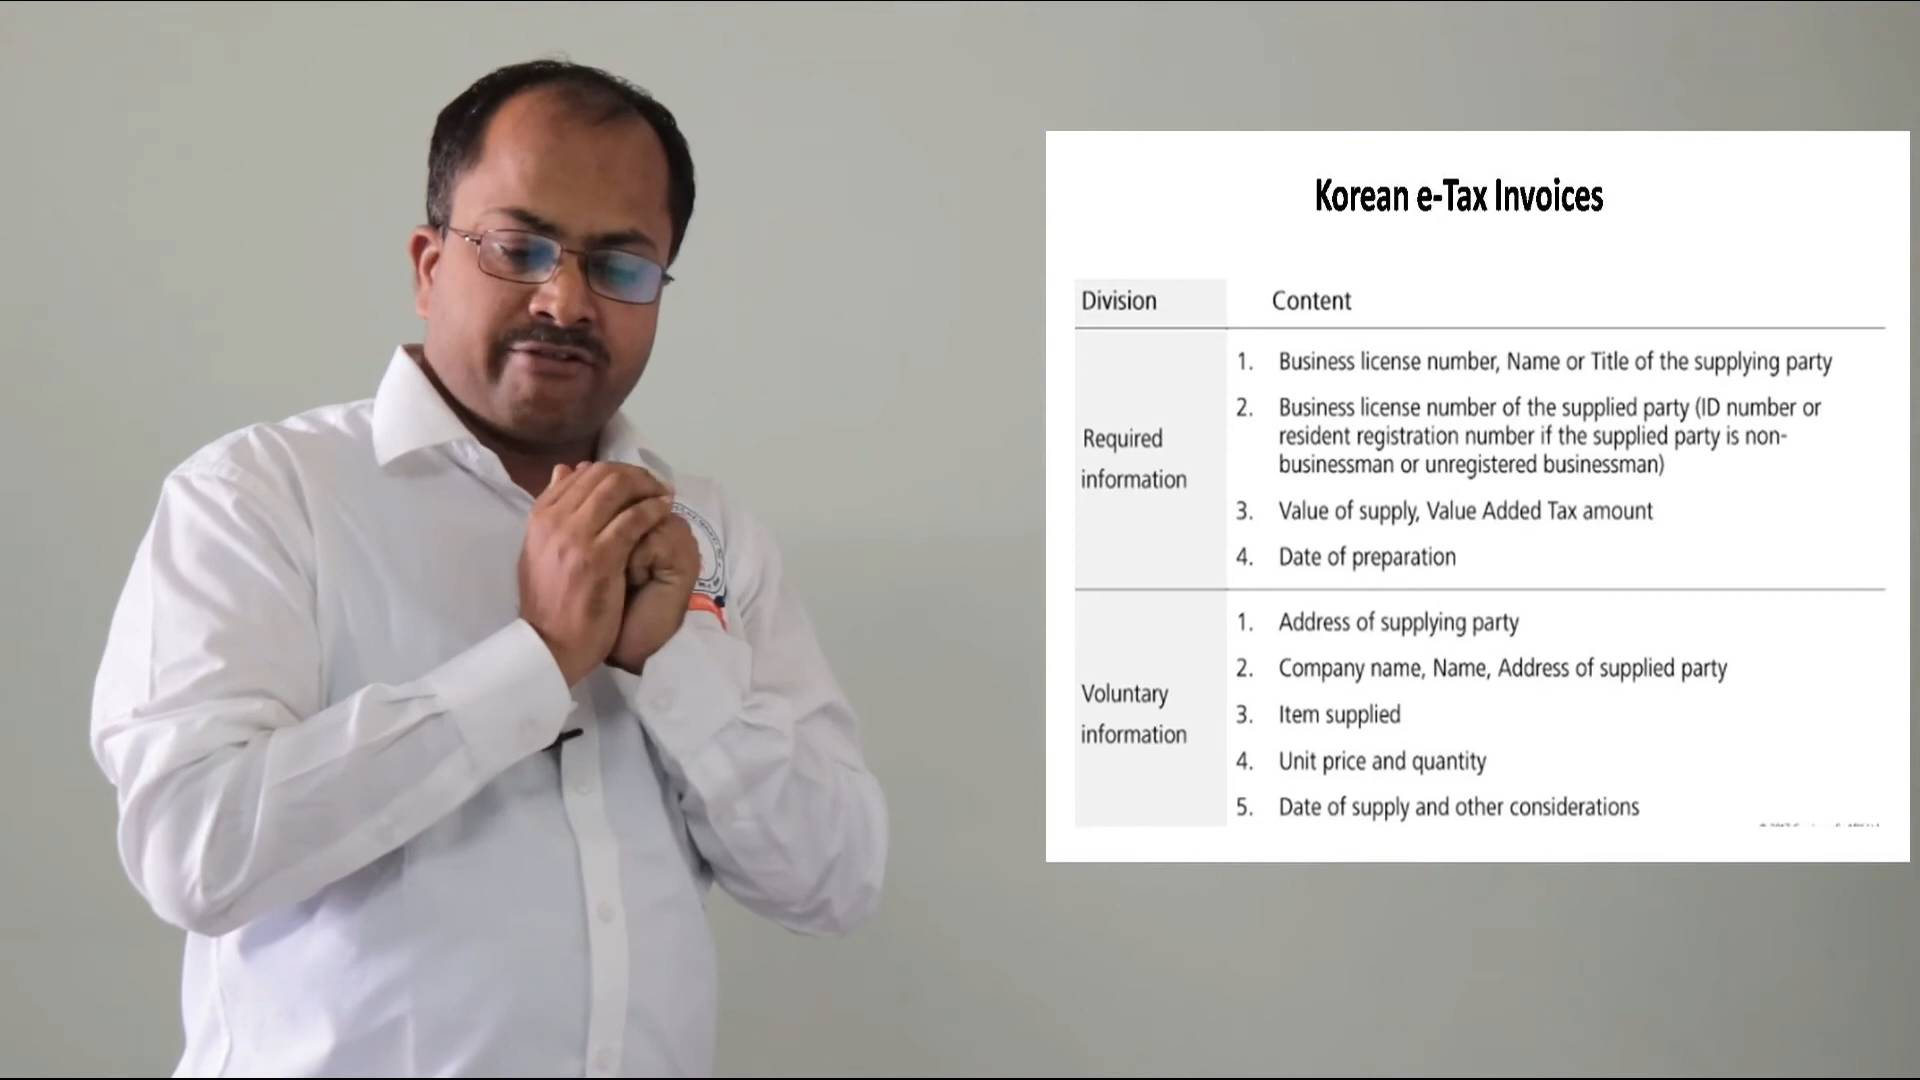 Korean e-Tax Invoices
Division Content
Required information
1. Business license number, Name or Title of the supplying party
2. Business license number of the supplied party (ID number or
resident registration number if the supplied party is non-
businessman or unregistered businessman)
3. Value of supply, Value Added Tax amount
4. Date of preparation
Voluntary information
1. Address of supplying party
2. Company name, Name, Address of supplied party
3. Item supplied
4. Unit price and quantity
5. Date of supply and other considerations